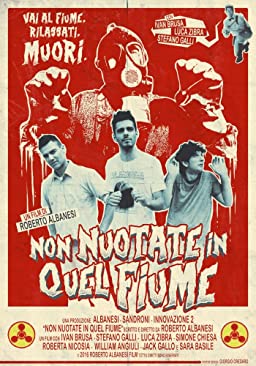 VAI AL FIUME.
RILASSATI.
MUORI.
CON
IVAN BRUSA
LUCA ZIBRA
STEFANO GALLI
UN FILM DI
ROBERTO ALBANESI
NON NUOTATE IN
QUEL FIUME
UNA PRODUZIONE ALBANESI - SANDRONI - INNOVAZIONE 2
"NON NUOTATE IN QUEL FIUME" SCRITTO E DIRETTO DA ROBERTO ALBANESI
UN FILM CON IVAN BRUSA - STEFANO GALLI - LUCA ZIBRA - SIMONE CHIESA
ROBERTA NICOSIA - WILLIAM ANGIULI - JACK GALLO E SARA BASILE
© 2016 ROBERTO ALBANESI FILM